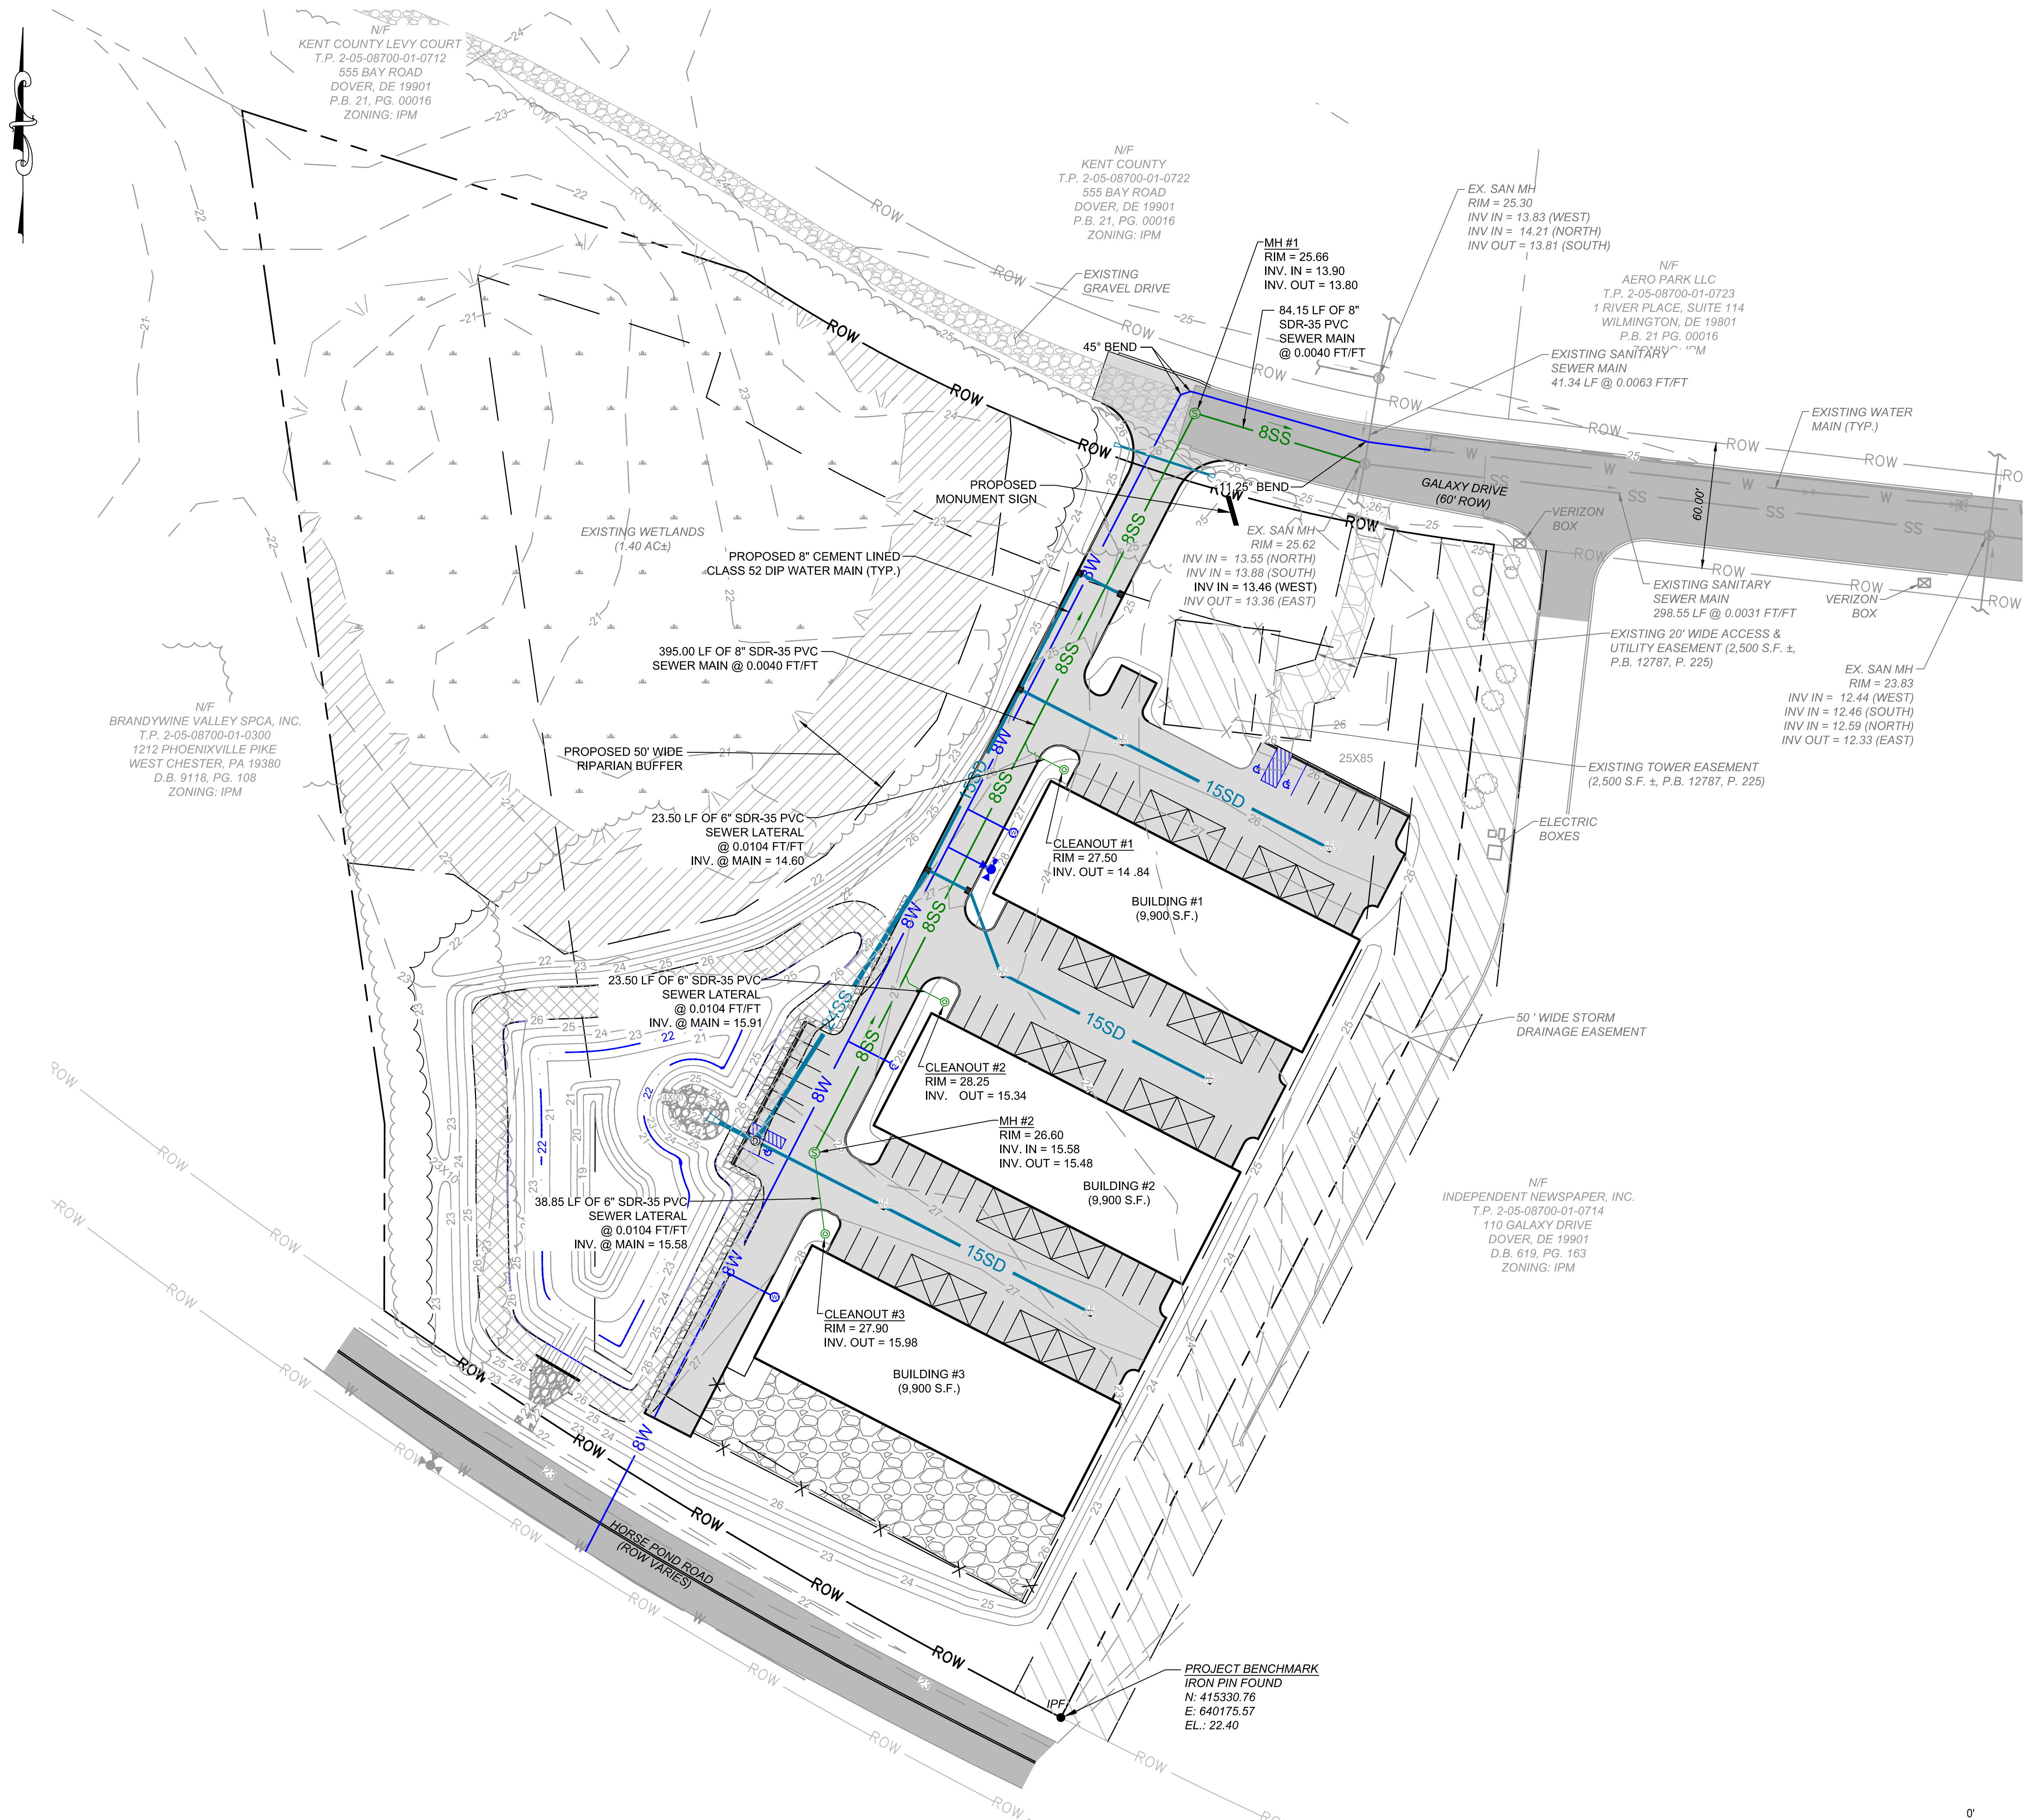 N/F
KENT COUNTY LEVY COURT
T.P. 2-05-08700-01-0712
555 BAY ROAD
DOVER, DE 19901
P.B. 21, PG. 00016
ZONING: IPM
N/F
KENT COUNTY
T.P. 2-05-08700-01-0722
555 BAY ROAD
DOVER, DE 19901
P.B. 21, PG. 00016
ZONING: IPM
EX. SAN MH
RIM = 25.30
INV IN = 13.83 (WEST)
INV IN = 14.21 (NORTH)
INV OUT = 13.81 (SOUTH)
MH #1
RIM = 25.66
INV. IN = 13.90
INV. OUT = 13.80
EXISTING
GRAVEL DRIVE
N/F
AERO PARK LLC
T.P. 2-05-08700-01-0723
1 RIVER PLACE, SUITE 114
WILMINGTON, DE 19801
P.B. 21 PG. 00016
ZONING: IPM
84.15 LF OF 8"
SDR-35 PVC
SEWER MAIN
@ 0.0040 FT/FT
45° BEND
EXISTING SANITARY
SEWER MAIN
41.34 LF @ 0.0063 FT/FT
EXISTING WATER
MAIN (TYP.)
8SS
PROPOSED
MONUMENT SIGN
11.25° BEND
GALAXY DRIVE
(60' ROW)
60.00'
VERIZON
BOX
EXISTING WETLANDS
(1.40 AC±)
PROPOSED 8" CEMENT LINED
CLASS 52 DIP WATER MAIN (TYP.)
EX. SAN MH
RIM = 25.62
INV IN = 13.55 (NORTH)
INV IN = 13.88 (SOUTH)
INV IN = 13.46 (WEST)
INV OUT = 13.36 (EAST)
EXISTING SANITARY
SEWER MAIN
298.55 LF @ 0.0031 FT/FT
VERIZON
BOX
EXISTING 20' WIDE ACCESS &
UTILITY EASEMENT (2,500 S.F. ±,
P.B. 12787, P. 225)
395.00 LF OF 8" SDR-35 PVC
SEWER MAIN @ 0.0040 FT/FT
EX. SAN MH
RIM = 23.83
INV IN = 12.44 (WEST)
INV IN = 12.46 (SOUTH)
INV IN = 12.59 (NORTH)
INV OUT = 12.33 (EAST)
N/F
BRANDYWINE VALLEY SPCA, INC.
T.P. 2-05-08700-01-0300
1212 PHOENIXVILLE PIKE
WEST CHESTER, PA 19380
D.B. 9118, PG. 108
ZONING: IPM
PROPOSED 50' WIDE
RIPARIAN BUFFER
25X85
EXISTING TOWER EASEMENT
(2,500 S.F. ±, P.B. 12787, P. 225)
15SD
23.50 LF OF 6" SDR-35 PVC
SEWER LATERAL
@ 0.0104 FT/FT
INV. @ MAIN = 14.60
CLEANOUT #1
RIM = 27.50
INV. OUT = 14 .84
ELECTRIC
BOXES
BUILDING #1
(9,900 S.F.)
23.50 LF OF 6" SDR-35 PVC
SEWER LATERAL
@ 0.0104 FT/FT
INV. @ MAIN = 15.91
15SD
50 ' WIDE STORM
DRAINAGE EASEMENT
CLEANOUT #2
RIM = 28.25
INV. OUT = 15.34
MH #2
RIM = 26.60
INV. IN = 15.58
INV. OUT = 15.48
BUILDING #2
(9,900 S.F.)
38.85 LF OF 6" SDR-35 PVC
SEWER LATERAL
@ 0.0104 FT/FT
INV. @ MAIN = 15.58
15SD
N/F
INDEPENDENT NEWSPAPER, INC.
T.P. 2-05-08700-01-0714
110 GALAXY DRIVE
DOVER, DE 19901
D.B. 619, PG. 163
ZONING: IPM
CLEANOUT #3
RIM = 27.90
INV. OUT = 15.98
BUILDING #3
(9,900 S.F.)
8W
HORSE POND ROAD
(ROW VARIES)
ROW
IPF
PROJECT BENCHMARK
IRON PIN FOUND
N: 415330.76
E: 640175.57
EL.: 22.40
0'